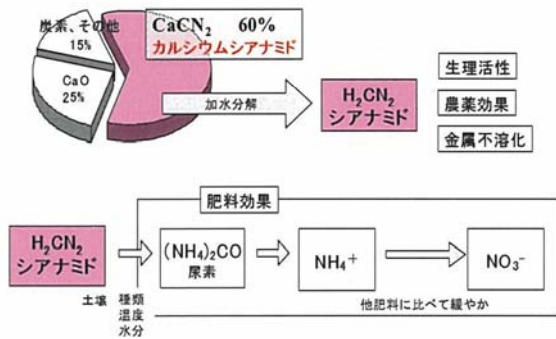 炭素、その他
15%
CaO
25%
CaCN₂ 60%
カルシウムシアナミド
加水分解
H₂CN₂
シアナミド
生理活性
農薬効果
金属不溶化
肥料効果
H₂CN₂
シアナミド
(NH₄)₂CO
尿素
NH₄⁺
NO₃⁻
土壌 種類
温度
水分
他肥料に比べて緩やか